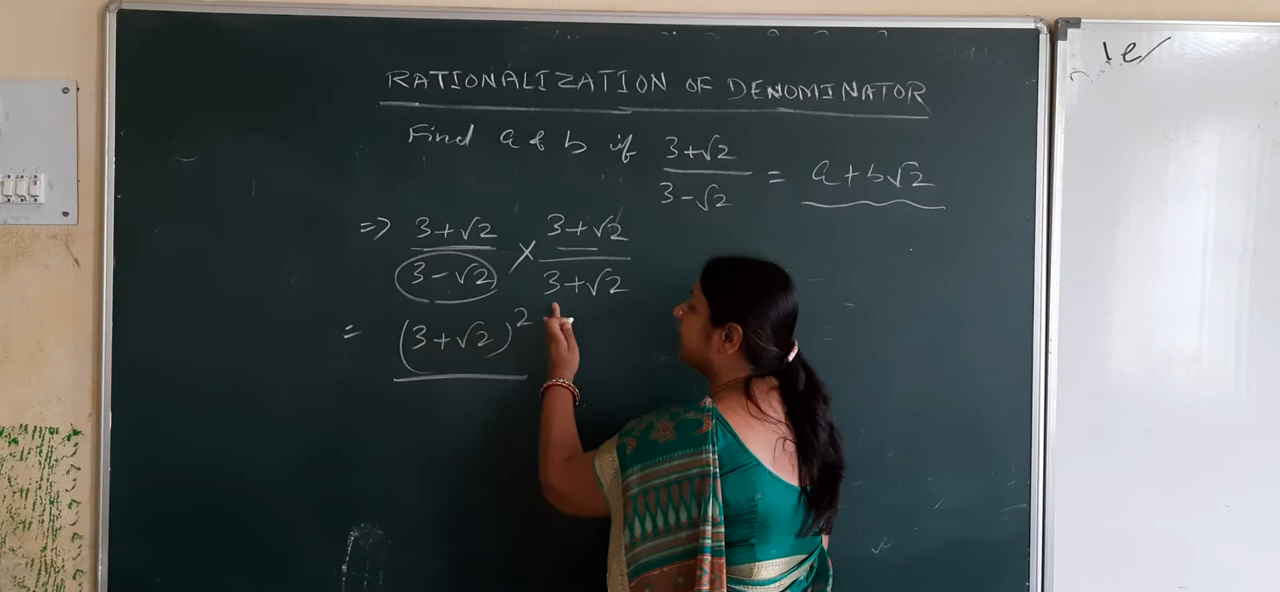 RATIONALIZATION OF DENOMINATOR
Find a & b if (3+√2)/(3-√2) = a+b√2
=> (3+√2)/(3-√2) × (3+√2)/(3+√2)
= (3+√2)²